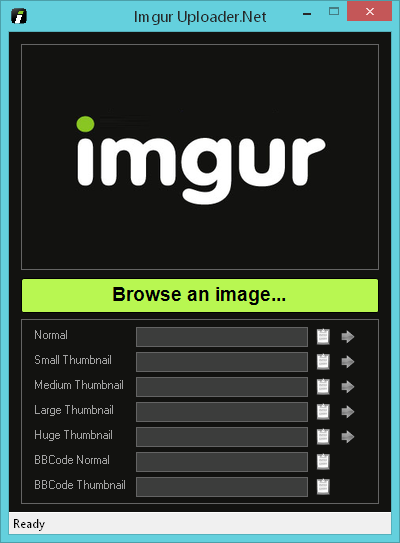 Imgur Uploader.Net
imgur
Browse an image...
Normal
Small Thumbnail
Medium Thumbnail
Large Thumbnail
Huge Thumbnail
BBCode Normal
BBCode Thumbnail
Ready